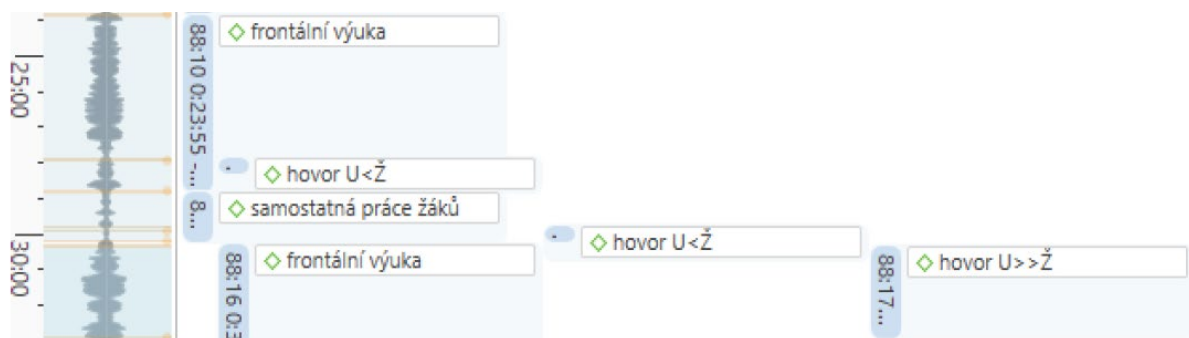 25:00
30:00
88:10 0:23:55 -...
frontální výuka
hovor U<Ž
8...
samostatná práce žáků
hovor U<Ž
88:16 0:3
frontální výuka
88:17...
hovor U>>Ž